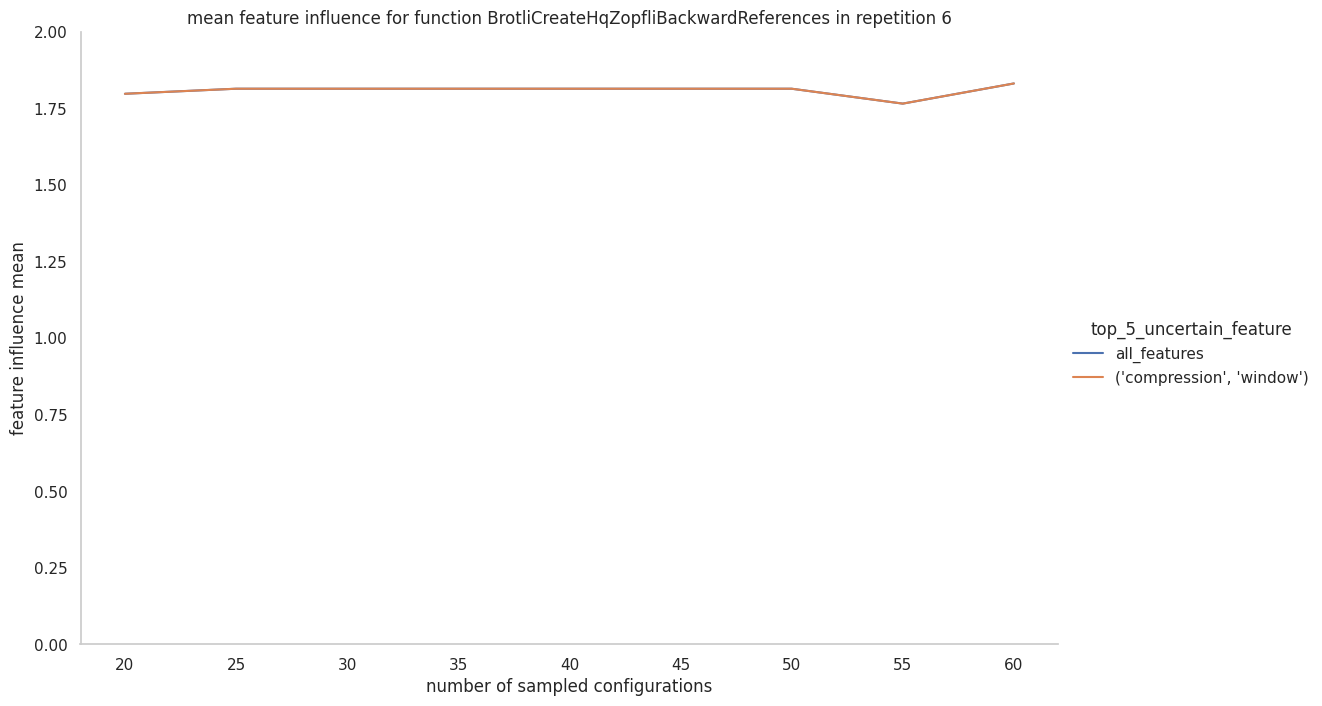 mean feature influence for function BrotliCreateHqZopfliBackwardReferences in repetition 6
2.00
1.75
1.50
1.25
1.00
0.75
0.50
0.25
0.00
feature influence mean
20 25 30 35 40 45 50 55 60
number of sampled configurations
top_5_uncertain_feature
all_features
('compression', 'window')